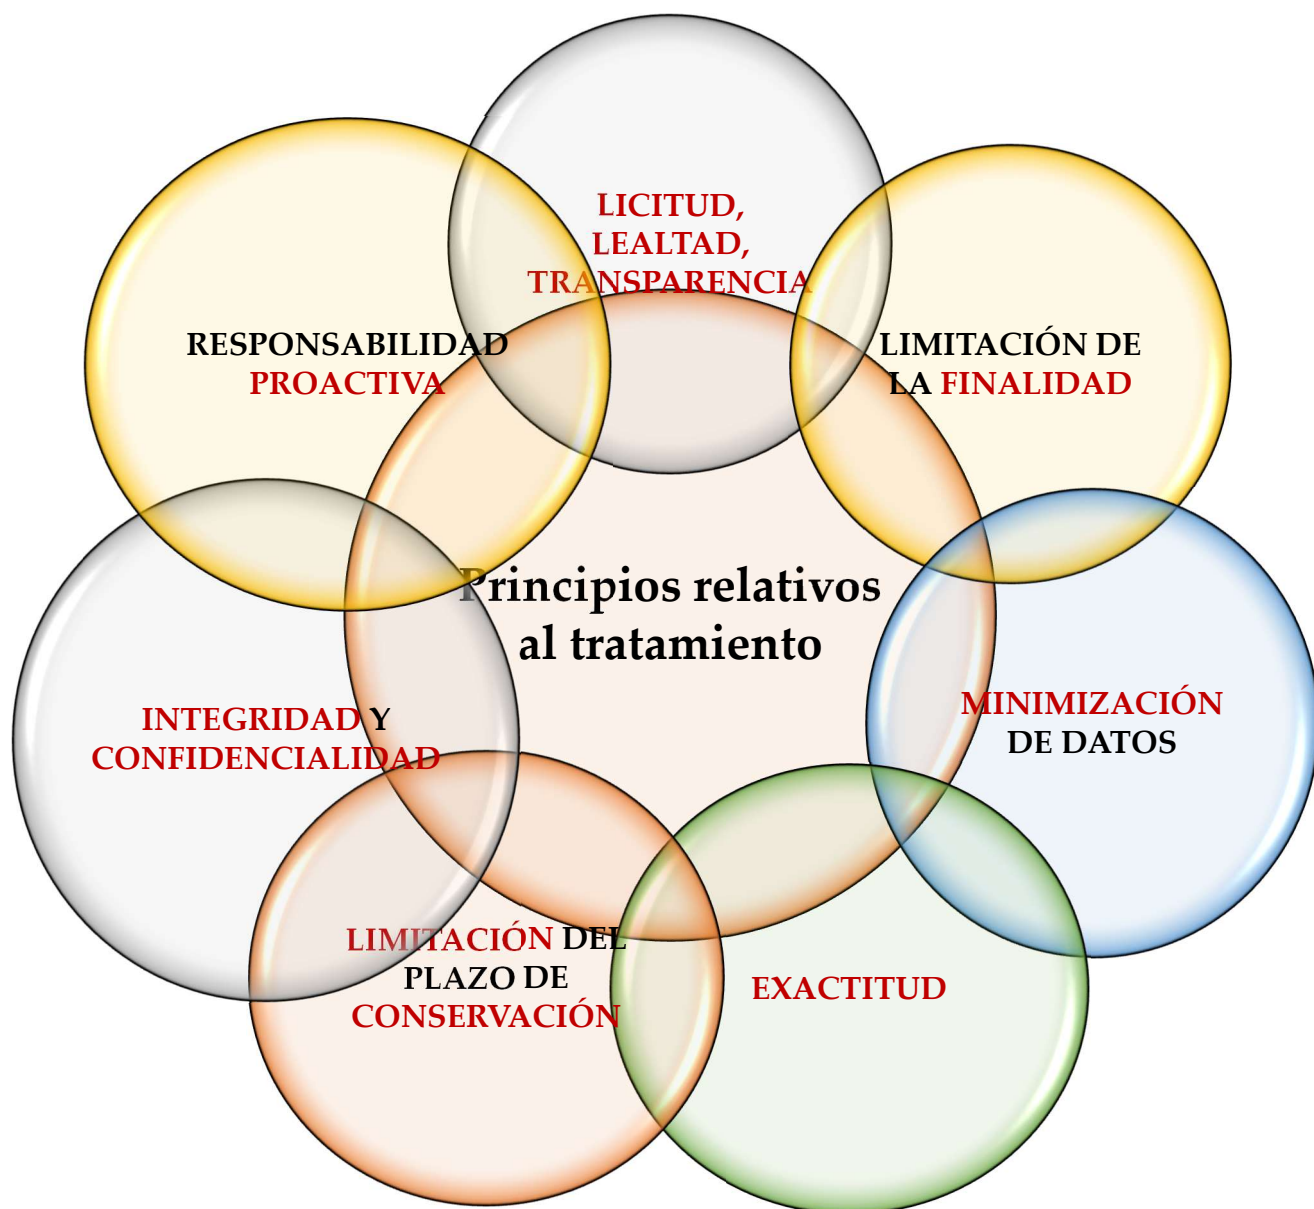 LICITUD,
LEALTAD,
TRANSPARENCIA
LIMITACIÓN DE
LA FINALIDAD
MINIMIZACIÓN
DE DATOS
EXACTITUD
LIMITACIÓN DEL
PLAZO DE
CONSERVACIÓN
INTEGRIDAD Y
CONFIDENCIALIDAD
RESPONSABILIDAD
PROACTIVA
Principios relativos
al tratamiento